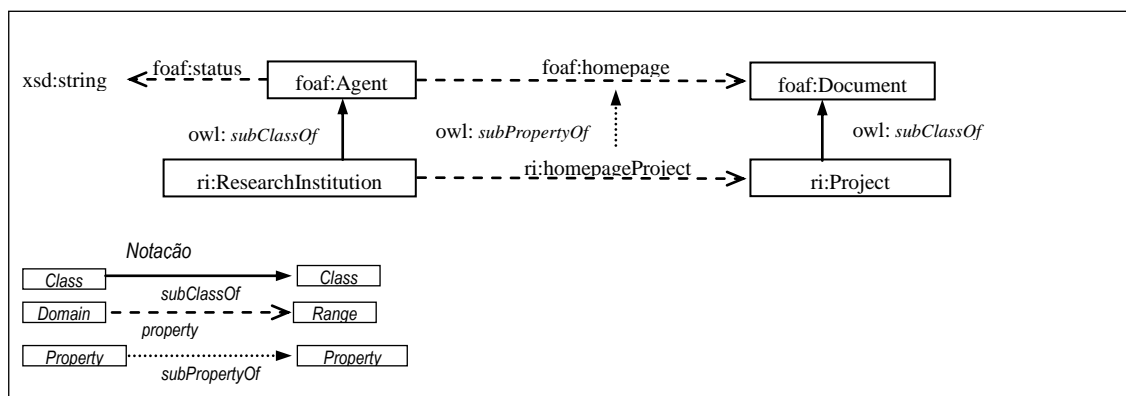 foaf:status
foaf:homepage
xsd:string
foaf:Agent
foaf:Document
owl: subClassOf
owl: subPropertyOf
owl: subClassOf
ri:ResearchInstitution
ri:homepageProject
ri:Project
Notacão
Class
Class
subClassOf
Domain
Range
property
Property
Property
subPropertyOf